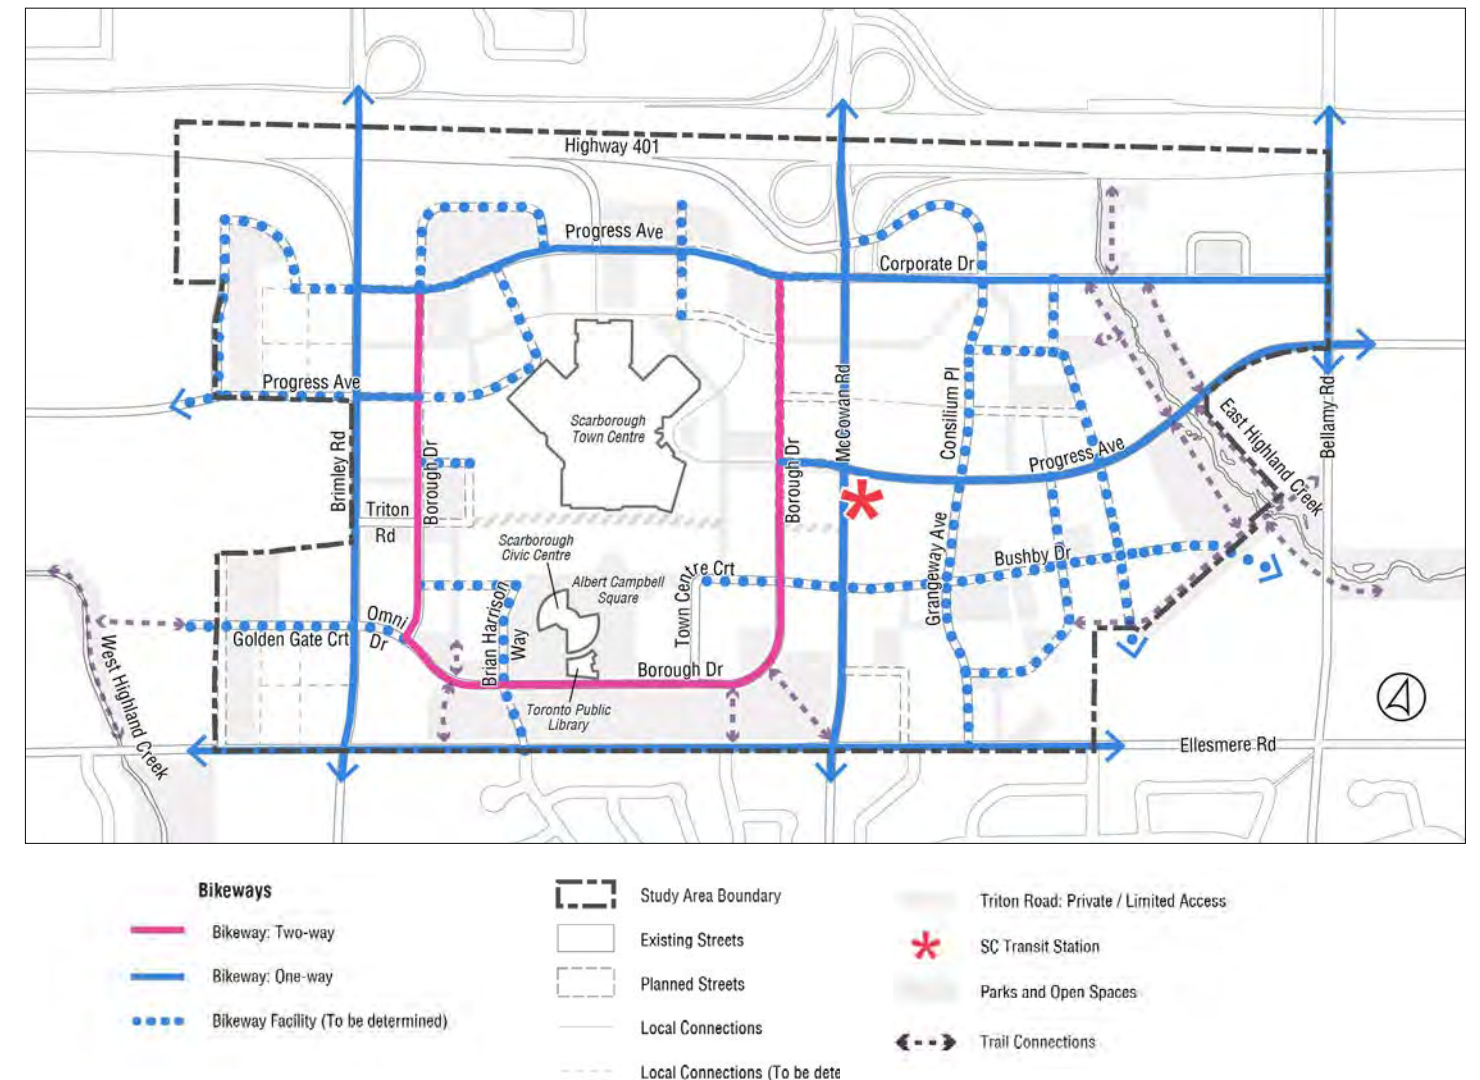 Highway 401
Progress Ave
Corporate Dr
Progress Ave
Scarborough
Town Centre
Brimley Rd
Borough Dr
Borough Dr
McCowan Rd
Consilium Pl
Progress Ave
East Highland Creek
Bellamy Rd
Triton
Rd
Scarborough
Civic Centre
Albert Campbell
Square
Town Centre Crt
Grangeway Ave
Bushby Dr
Omni
Dr
Golden Gate Crt
Brian Harrison
Way
Borough Dr
Toronto Public
Library
West Highland Creek
Ellesmere Rd
Bikeways
Bikeway: Two-way
Bikeway: One-way
Bikeway Facility (To be determined)
Study Area Boundary
Existing Streets
Planned Streets
Local Connections
Local Connections (To be dete
Triton Road: Private / Limited Access
SC Transit Station
Parks and Open Spaces
Trail Connections